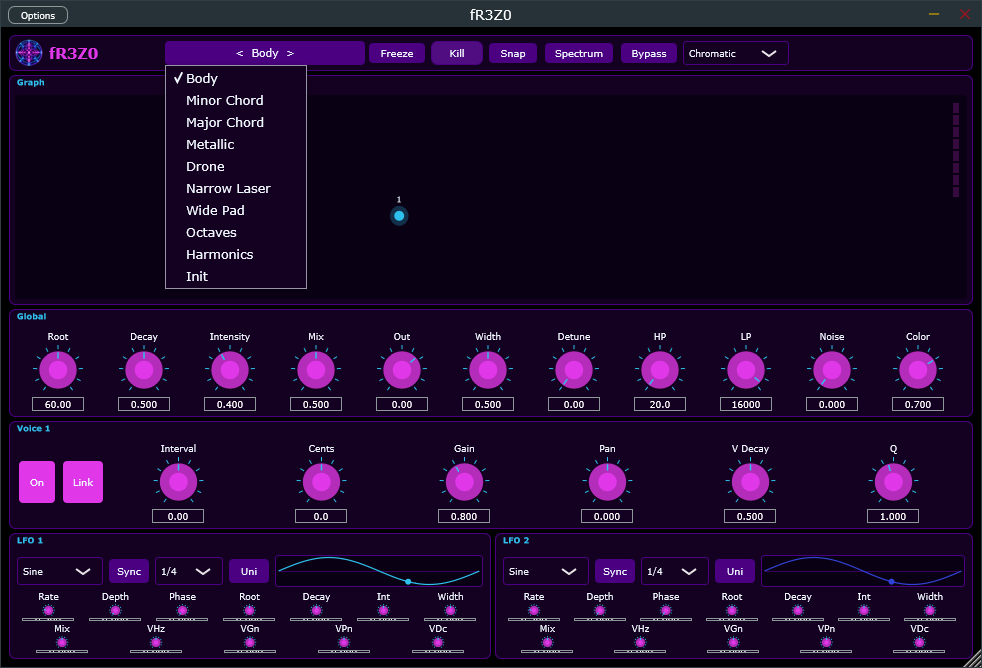 Options
fR3Z0
fR3Z0
< Body >
Freeze
Kill
Snap
Spectrum
Bypass
Chromatic
Graph
✓Body
Minor Chord
Major Chord
Metallic
Drone
Narrow Laser
Wide Pad
Octaves
Harmonics
Init
1
Global
Root Decay Intensity Mix Out Width Detune HP LP Noise Color
60.00 0.500 0.400 0.500 0.00 0.500 0.00 20.0 16000 0.000 0.700
Voice 1
Interval Cents Gain Pan V Decay Q
On Link
0.00 0.0 0.800 0.000 0.500 1.000
LFO 1
Sine Sync 1/4 Uni
Rate Depth Phase Root Decay Int Width
Mix VHz VGn VPn VDc
LFO 2
Sine Sync 1/4 Uni
Rate Depth Phase Root Decay Int Width
Mix VHz VGn VPn VDc